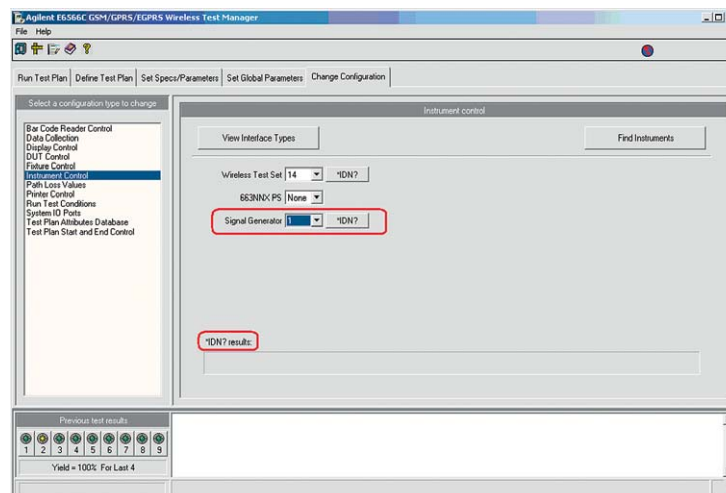 Agilent E6566C GSM/GPRS/EGPRS Wireless Test Manager
File Help
Run Test Plan Define Test Plan Set Specs/Parameters Set Global Parameters Change Configuration
Select a configuration type to change
Bar Code Reader Control
Data Collection
Display Control
DUT Control
Fixture Control
Instrument Control
Path Loss Values
Printer Control
Run Test Conditions
System IO Ports
Test Plan Attributes Database
Test Plan Start and End Control
Instrument control
View Interface Types Find Instruments
Wireless Test Set 14 *IDN?
663NNX PS None
Signal Generator 1 *IDN?
*IDN? results:
Previous test results
1 2 3 4 5 6 7 8 9
Yield = 100% For Last 4